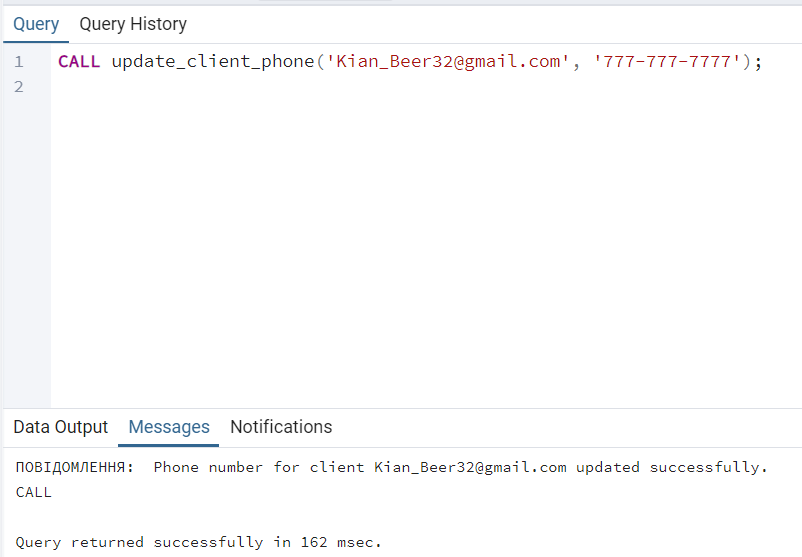 Query Query History
1 CALL update_client_phone('Kian_Beer32@gmail.com', '777-777-7777');
2
Data Output Messages Notifications
ПОВІДОМЛЕННЯ:  Phone number for client Kian_Beer32@gmail.com updated successfully.
CALL
Query returned successfully in 162 msec.